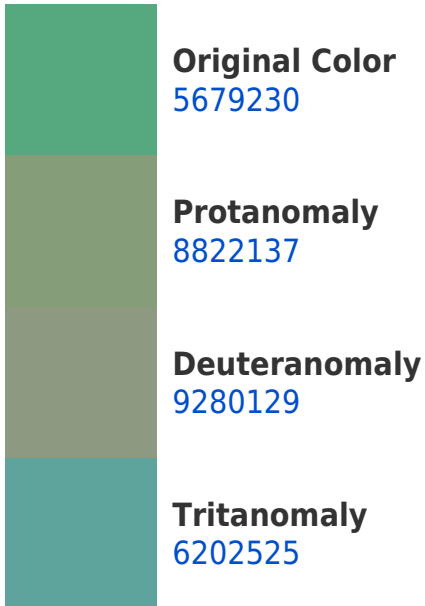 Original Color
5679230
Protanomaly
8822137
Deuteranomaly
9280129
Tritanomaly
6202525